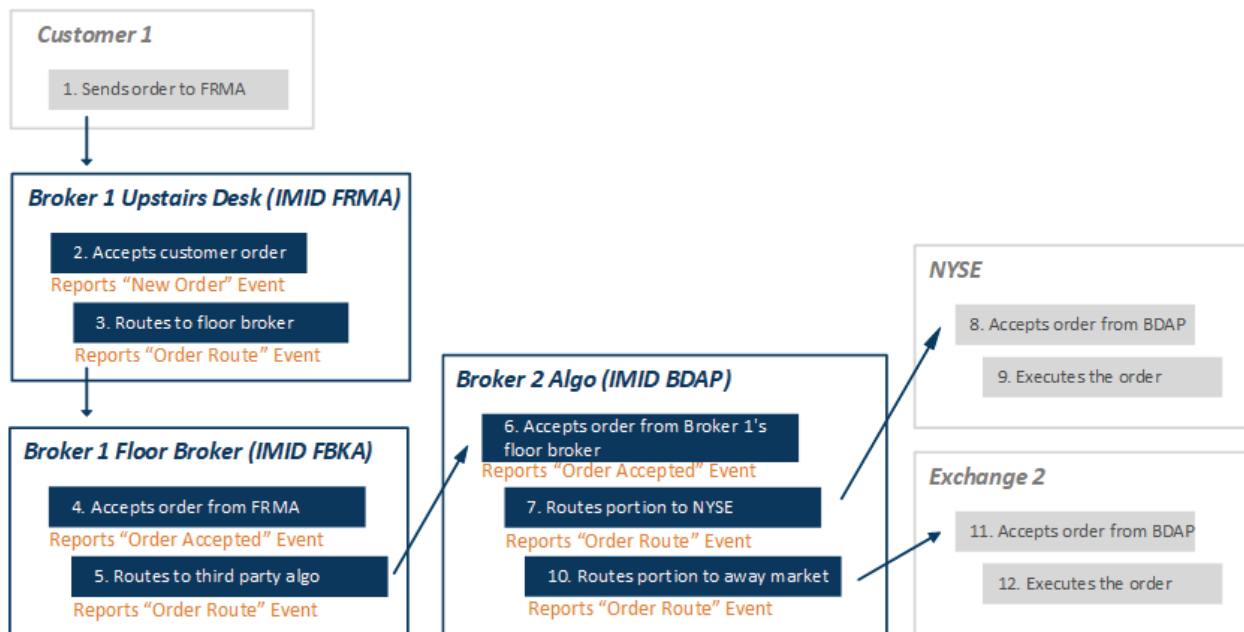 Customer 1
1. Sends order to FRMA
Broker 1 Upstairs Desk (IMID FRMA)
2. Accepts customer order
Reports “New Order” Event
3. Routes to floor broker
Reports “Order Route” Event
Broker 1 Floor Broker (IMID FBKA)
4. Accepts order from FRMA
Reports “Order Accepted” Event
5. Routes to third party algo
Reports “Order Route” Event
Broker 2 Algo (IMID BDAP)
6. Accepts order from Broker 1's
floor broker
Reports “Order Accepted” Event
7. Routes portion to NYSE
Reports “Order Route” Event
10. Routes portion to away market
Reports “Order Route” Event
NYSE
8. Accepts order from BDAP
9. Executes the order
Exchange 2
11. Accepts order from BDAP
12. Executes the order